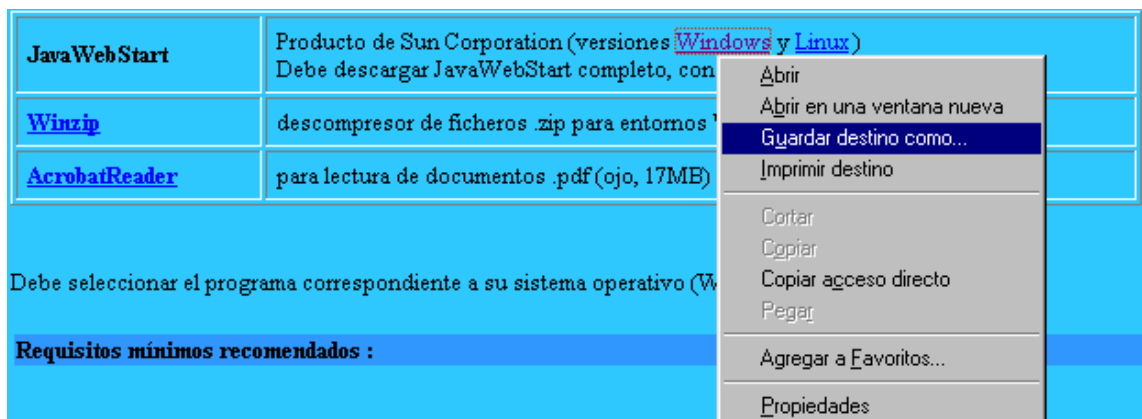 JavaWebStart
Producto de Sun Corporation (versiones Windows y Linux)
Debe descargar JavaWebStart completo, con
Winzip
descompresor de ficheros .zip para entornos
AcrobatReader
para lectura de documentos .pdf (ojo, 17MB)
Debe seleccionar el programa correspondiente a su sistema operativo (W
Requisitos mínimos recomendados :
Abrir
Abrir en una ventana nueva
Guardar destino como...
Imprimir destino
Cortar
Copiar
Copiar acceso directo
Pegar
Agregar a Favoritos...
Propiedades